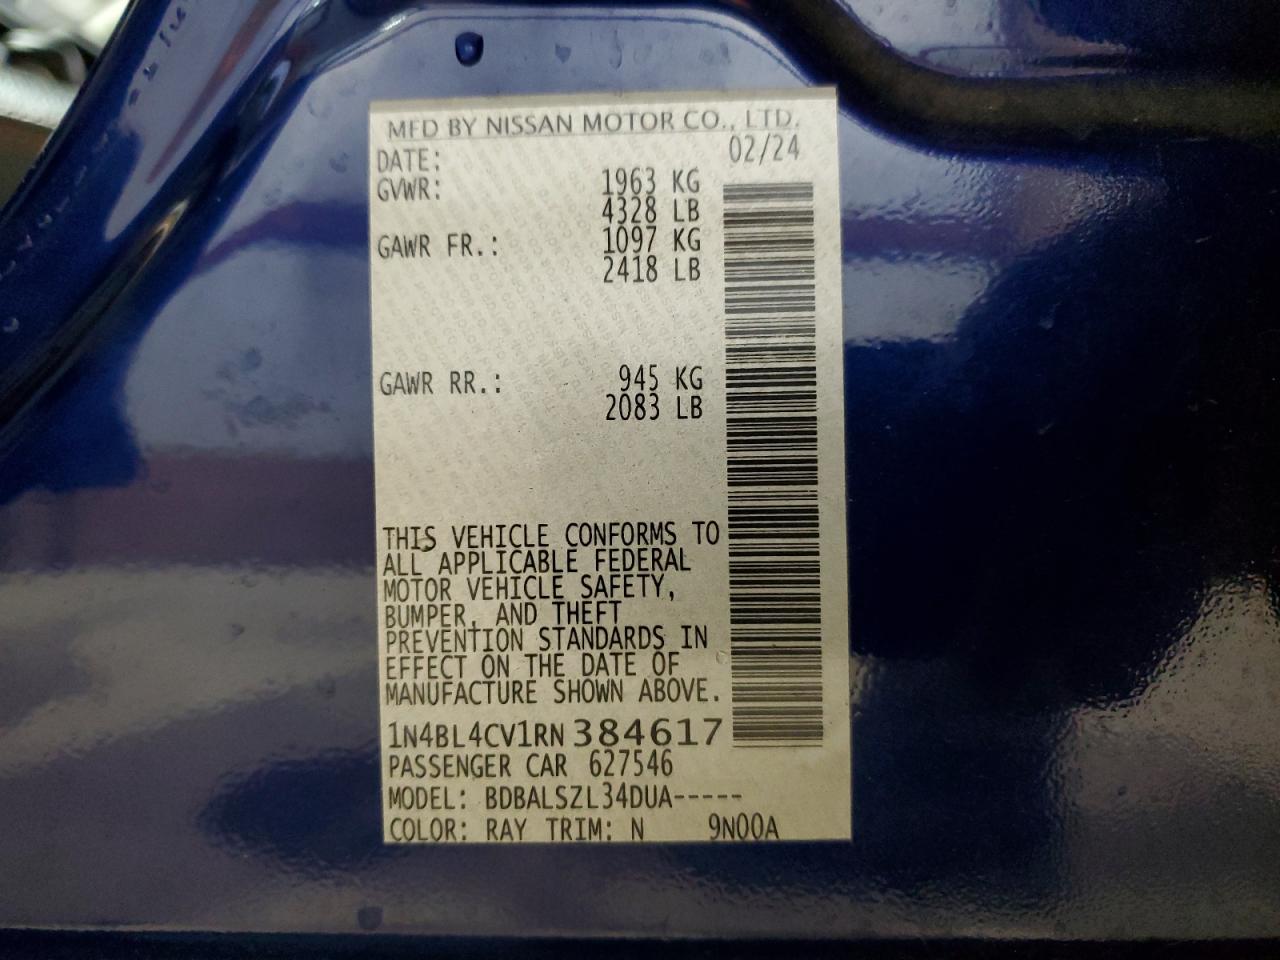 MFD BY NISSAN MOTOR CO., LTD.
DATE: 02/24
GVWR: 1963 KG
4328 LB
GAWR FR.: 1097 KG
2418 LB
GAWR RR.: 945 KG
2083 LB
THIS VEHICLE CONFORMS TO
ALL APPLICABLE FEDERAL
MOTOR VEHICLE SAFETY,
BUMPER, AND THEFT
PREVENTION STANDARDS IN
EFFECT ON THE DATE OF
MANUFACTURE SHOWN ABOVE.
1N4BL4CV1RN384617
PASSENGER CAR 627546
MODEL: BDBALSZL34DUA-----
COLOR: RAY TRIM: N 9N00A